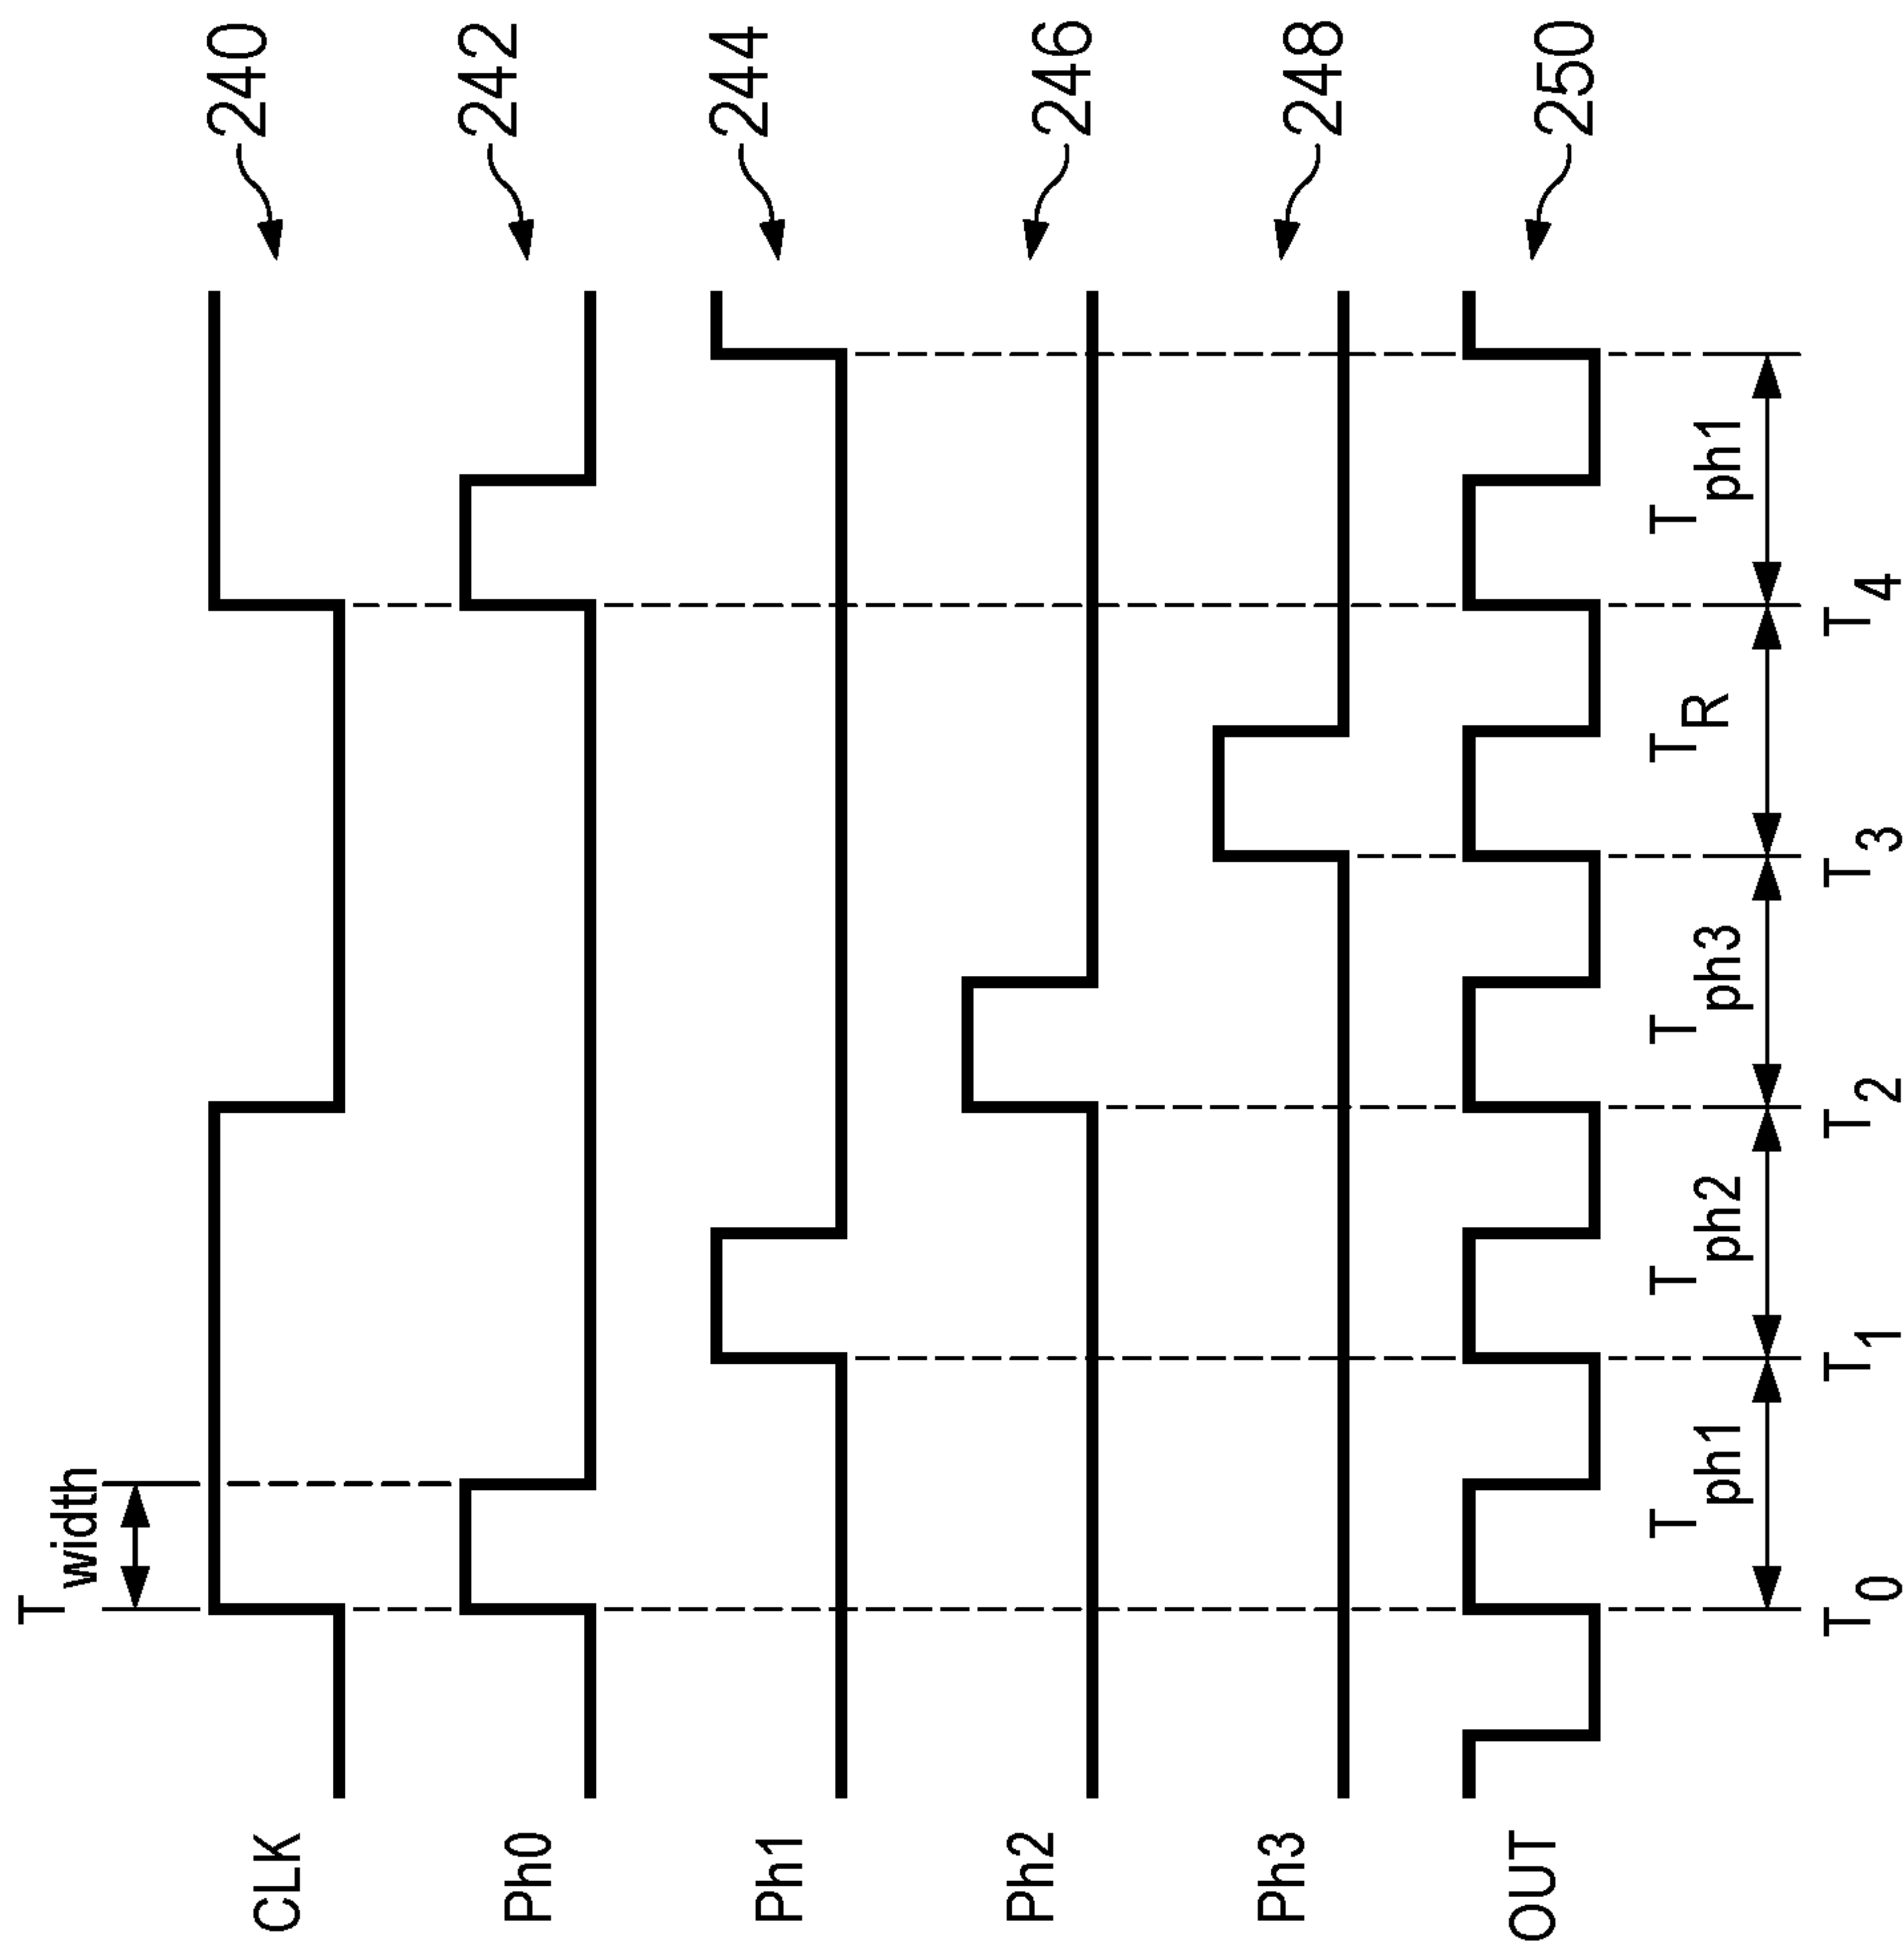 T width
CLK 240
Ph0 242
Ph1 244
Ph2 246
Ph3 248
OUT 250
T ph1 T ph2 T ph3 T R T ph1
T 0 T 1 T 2 T 3 T 4